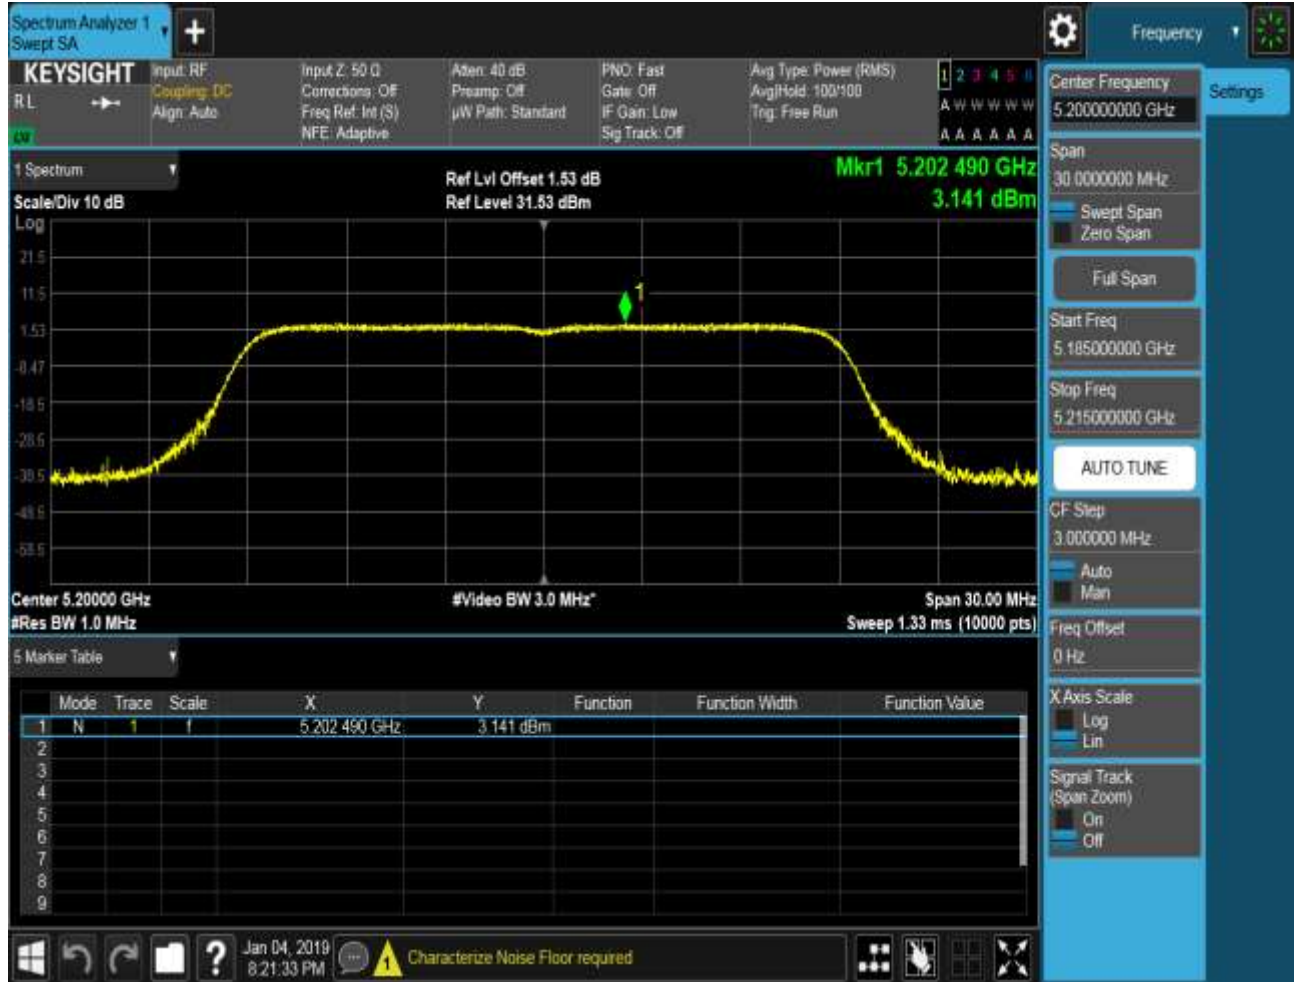 Spectrum Analyzer 1
Swept SA
+
Frequency
KEYSIGHT
RL
Input: RF
Coupling: DC
Align: Auto
Input Z: 50 Ω
Corrections: Off
Freq Ref: Int (S)
NFE: Adaptive
Atten: 40 dB
Preamp: Off
µW Path: Standard
PNO: Fast
Gate: Off
IF Gain: Low
Sig Track: Off
Avg Type: Power (RMS)
Avg|Hold: 100/100
Trig: Free Run
1 2 3 4 5 6
A W W W W W
A A A A A A
1 Spectrum
Scale/Div 10 dB
Log
Ref Lvl Offset 1.53 dB
Ref Level 31.53 dBm
Mkr1 5.202 490 GHz
3.141 dBm
21.5
11.5
1.53
-8.47
-18.5
-28.5
-38.5
-48.5
-58.5
1
Center 5.20000 GHz
#Res BW 1.0 MHz
#Video BW 3.0 MHz*
Span 30.00 MHz
Sweep 1.33 ms (10000 pts)
5 Marker Table
Mode Trace Scale X Y Function Function Width Function Value
1 N 1 f 5.202 490 GHz 3.141 dBm
2
3
4
5
6
7
8
9
Center Frequency
5.200000000 GHz
Settings
Span
30.0000000 MHz
Swept Span
Zero Span
Full Span
Start Freq
5.185000000 GHz
Stop Freq
5.215000000 GHz
AUTO TUNE
CF Step
3.000000 MHz
Auto
Man
Freq Offset
0 Hz
X Axis Scale
Log
Lin
Signal Track
(Span Zoom)
On
Off
?
Jan 04, 2019
8:21:33 PM
1
Characterize Noise Floor required